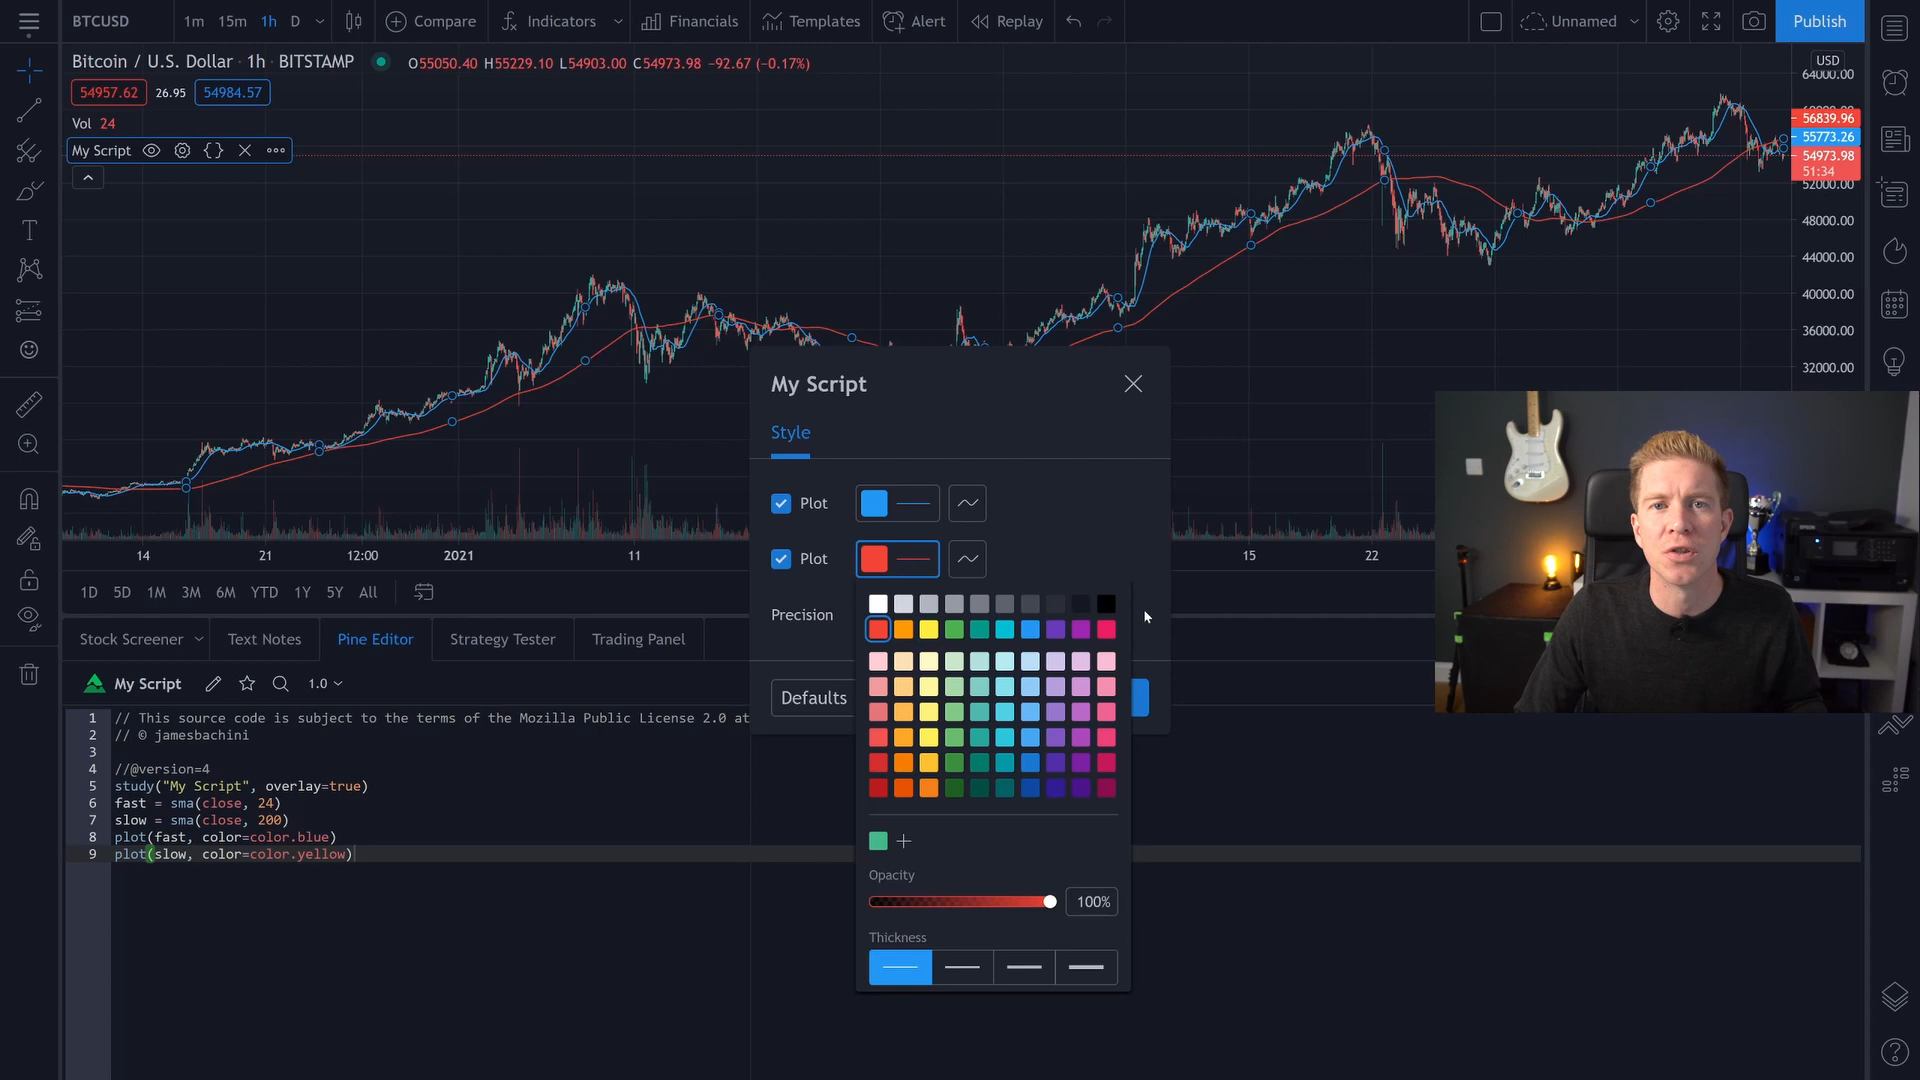 BTCUSD 1m 15m 1h D Compare Indicators Financials Templates Alert Replay Unnamed Publish
Bitcoin / U.S. Dollar · 1h · BITSTAMP O55050.40 H55229.10 L54903.00 C54973.98 −92.67 (−0.17%)
USD
64000.00
54957.62 26.95 54984.57
56839.96
Vol 24
55773.26
My Script
54973.98
51:34
52000.00
48000.00
44000.00
40000.00
36000.00
32000.00
14 21 12:00 2021 11 15 22
1D 5D 1M 3M 6M YTD 1Y 5Y All
My Script
Style
Plot
Plot
Precision
Defaults
Opacity
100%
Thickness
Stock Screener Text Notes Pine Editor Strategy Tester Trading Panel
My Script 1.0
1 // This source code is subject to the terms of the Mozilla Public License 2.0 at
2 // © jamesbachini
3
4 //@version=4
5 study("My Script", overlay=true)
6 fast = sma(close, 24)
7 slow = sma(close, 200)
8 plot(fast, color=color.blue)
9 plot(slow, color=color.yellow)